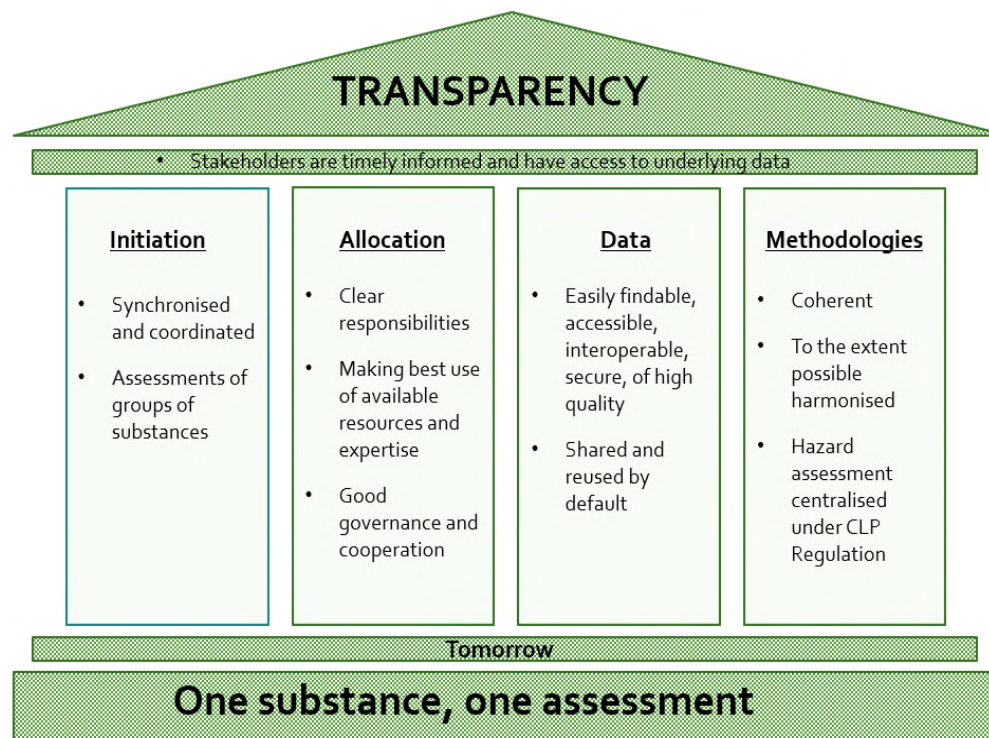 TRANSPARENCY
• Stakeholders are timely informed and have access to underlying data
Initiation
• Synchronised
and coordinated
• Assessments of
groups of
substances
Allocation
• Clear
responsibilities
• Making best use
of available
resources and
expertise
• Good
governance and
cooperation
Data
• Easily findable,
accessible,
interoperable,
secure, of high
quality
• Shared and
reused by
default
Methodologies
• Coherent
• To the extent
possible
harmonised
• Hazard
assessment
centralised
under CLP
Regulation
Tomorrow
One substance, one assessment